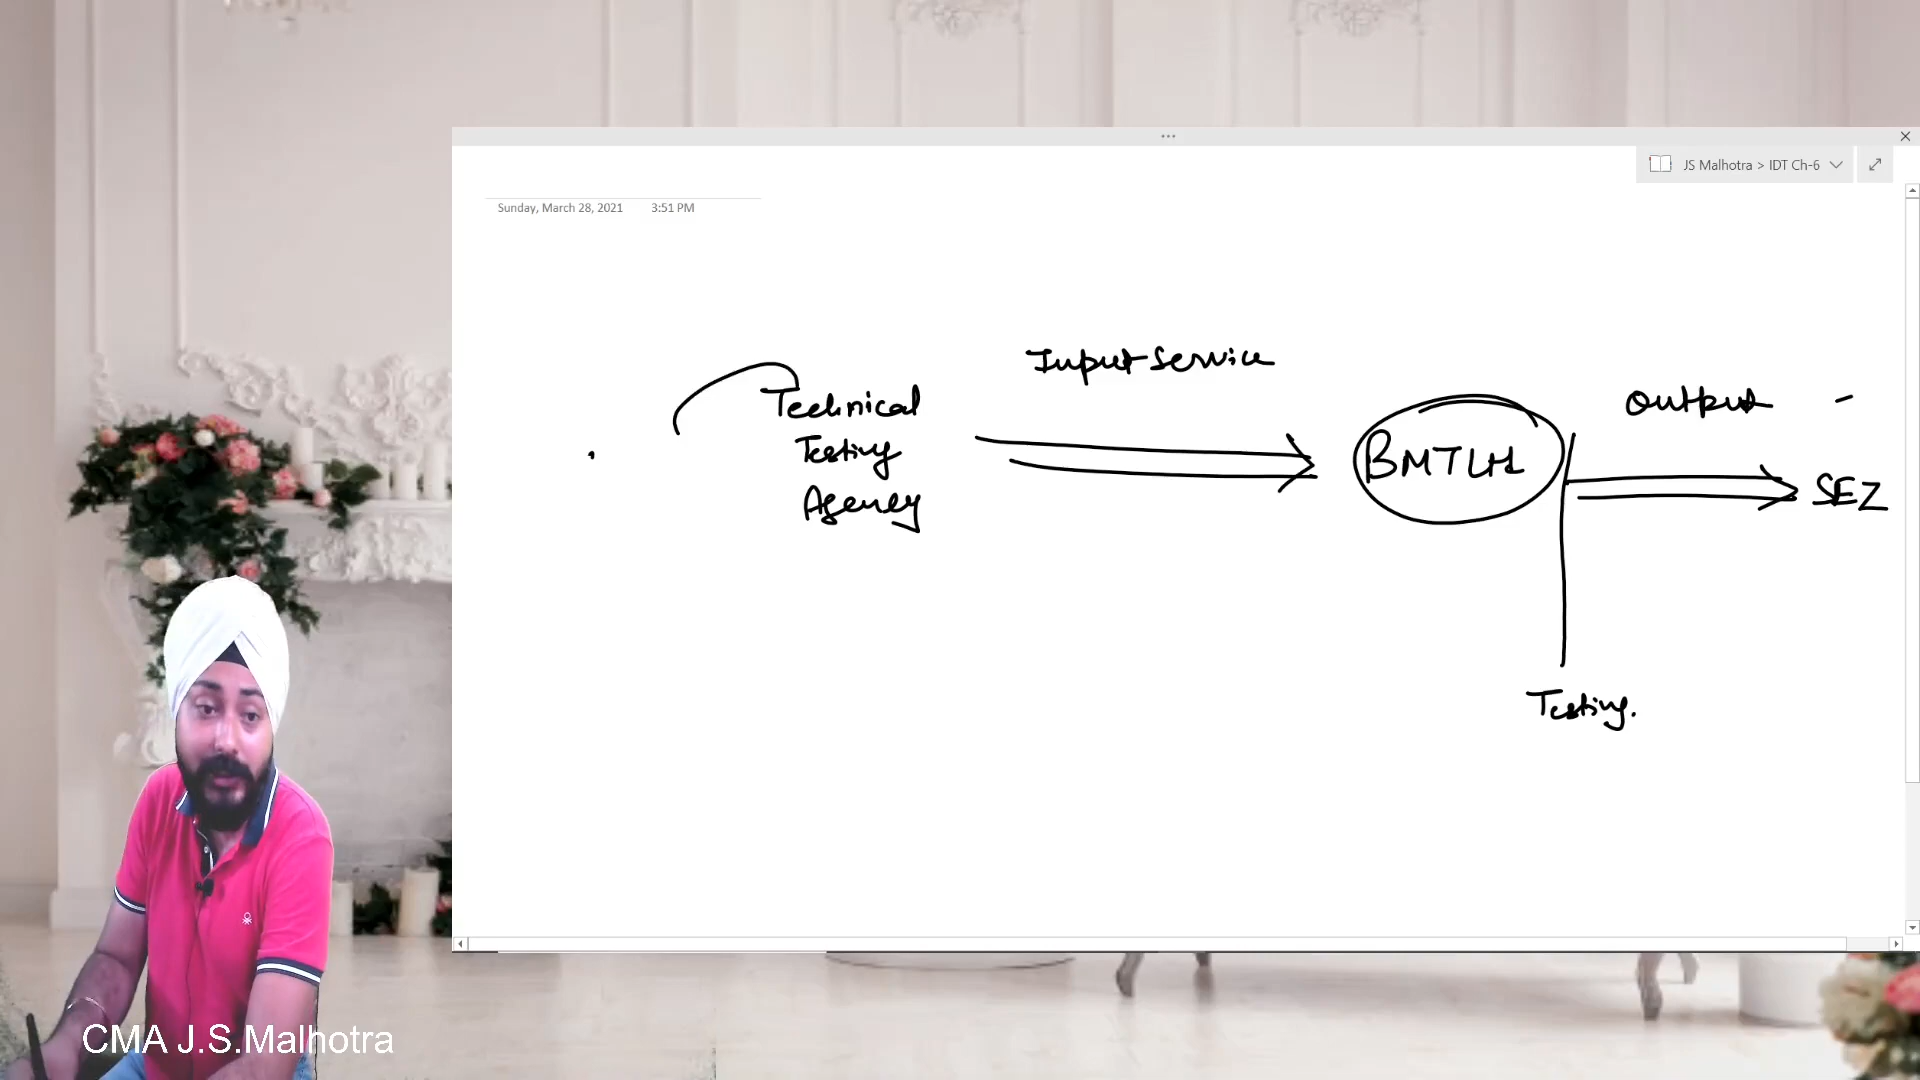 ...
JS Malhotra > IDT Ch-6
Sunday, March 28, 2021 3:51 PM
Input Service
Technical
Testing
Agency
BMTLH
Output -
SEZ
Testing.
CMA J.S.Malhotra